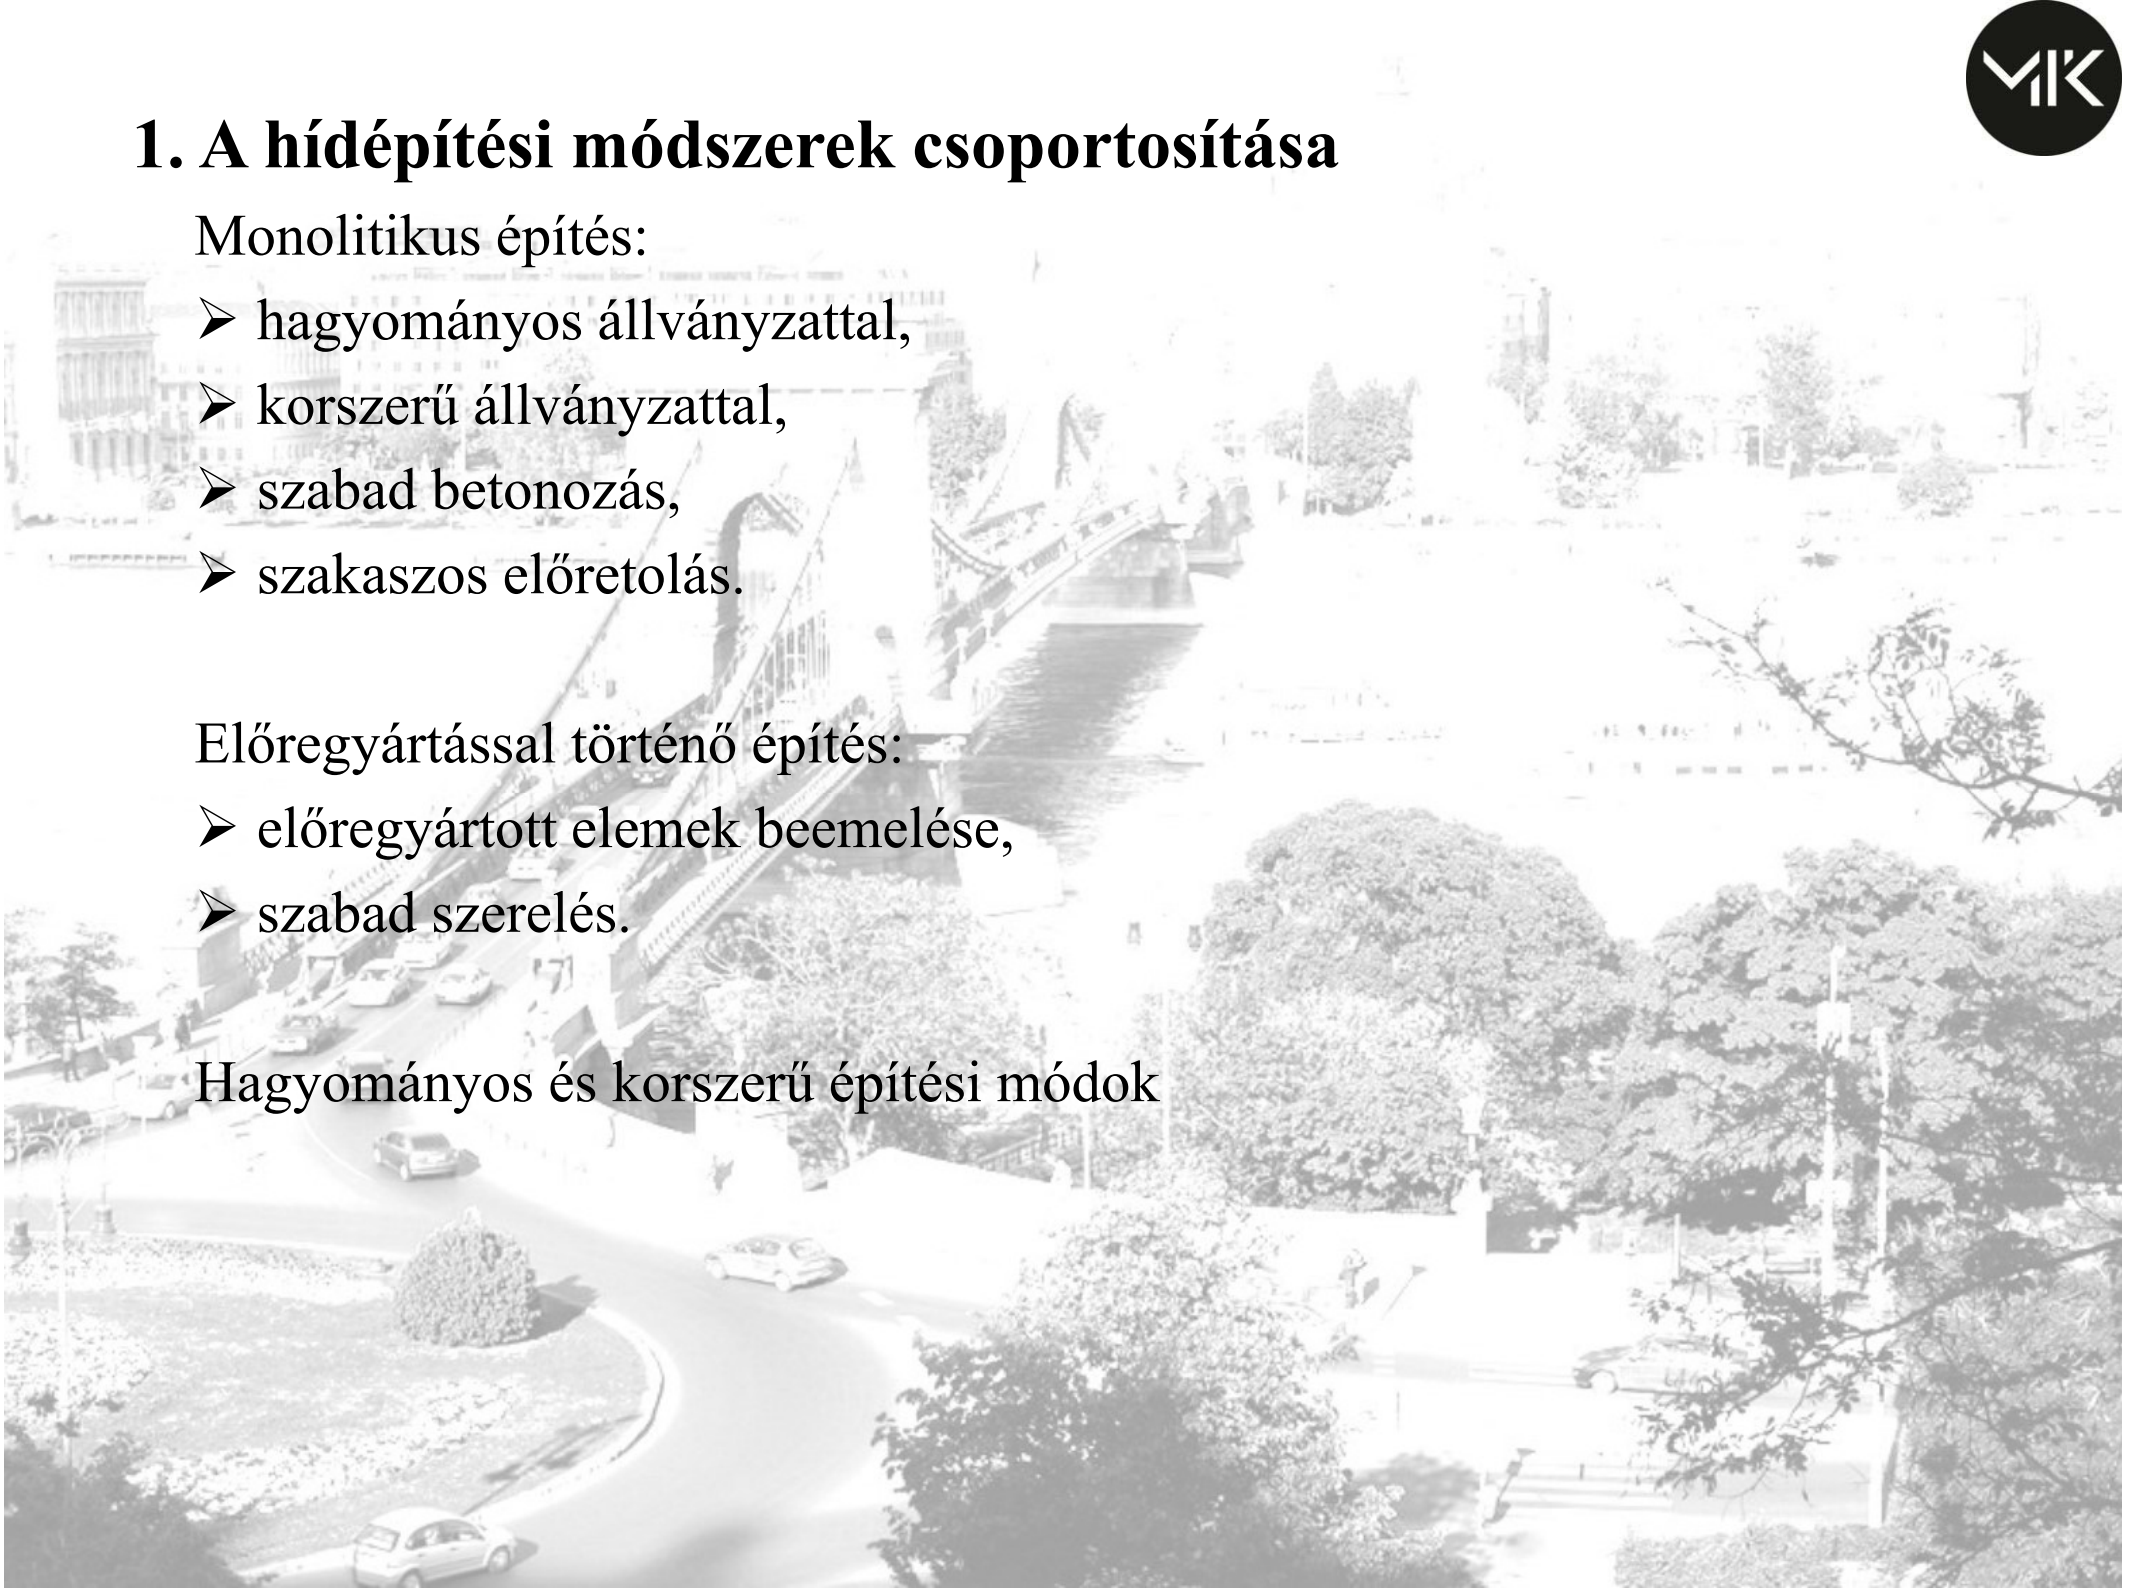 MK
1. A hídépítési módszerek csoportosítása
Monolitikus építés:
➢ hagyományos állványzattal,
➢ korszerű állványzattal,
➢ szabad betonozás,
➢ szakaszos előretolás.
Előregyártással történő építés:
➢ előregyártott elemek beemelése,
➢ szabad szerelés.
Hagyományos és korszerű építési módok